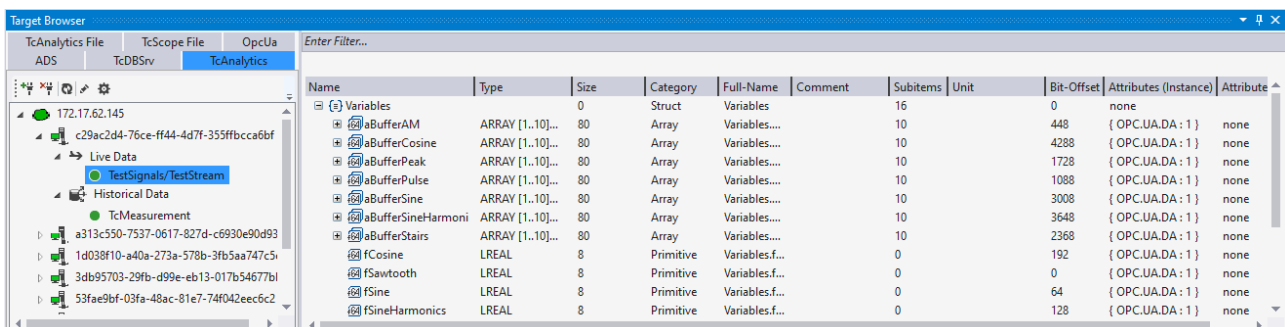 Target Browser
TcAnalytics File TcScope File OpcUa
ADS TcDBSrv TcAnalytics
172.17.62.145
c29ac2d4-76ce-ff44-4d7f-355ffbcca6bf
Live Data
TestSignals/TestStream
Historical Data
TcMeasurement
a313c550-7537-0617-827d-c6930e90d93
1d038f10-a40a-273a-578b-3fb5aa747c5
3db95703-29fb-d99e-eb13-017b54677b
53fae9bf-03fa-48ac-81e7-74f042eec6c2
Enter Filter...
Name Type Size Category Full-Name Comment Subitems Unit Bit-Offset Attributes (Instance) Attribute
Variables 0 Struct Variables 16 0 none
aBufferAM ARRAY [1..10]... 80 Array Variables.... 10 448 { OPC.UA.DA : 1 } none
aBufferCosine ARRAY [1..10]... 80 Array Variables.... 10 4288 { OPC.UA.DA : 1 } none
aBufferPeak ARRAY [1..10]... 80 Array Variables.... 10 1728 { OPC.UA.DA : 1 } none
aBufferPulse ARRAY [1..10]... 80 Array Variables.... 10 1088 { OPC.UA.DA : 1 } none
aBufferSine ARRAY [1..10]... 80 Array Variables.... 10 3008 { OPC.UA.DA : 1 } none
aBufferSineHarmoni ARRAY [1..10]... 80 Array Variables.... 10 3648 { OPC.UA.DA : 1 } none
aBufferStairs ARRAY [1..10]... 80 Array Variables.... 10 2368 { OPC.UA.DA : 1 } none
fCosine LREAL 8 Primitive Variables.f... 0 192 { OPC.UA.DA : 1 } none
fSawtooth LREAL 8 Primitive Variables.f... 0 0 { OPC.UA.DA : 1 } none
fSine LREAL 8 Primitive Variables.f... 0 64 { OPC.UA.DA : 1 } none
fSineHarmonics LREAL 8 Primitive Variables.f... 0 128 { OPC.UA.DA : 1 } none